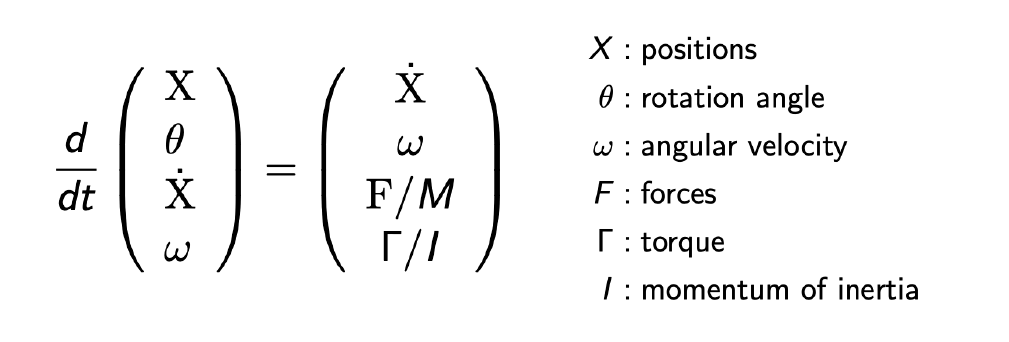 d/dt ( X θ Ẋ ω ) = ( Ẋ ω F/M Γ/I )
X : positions
θ : rotation angle
ω : angular velocity
F : forces
Γ : torque
I : momentum of inertia